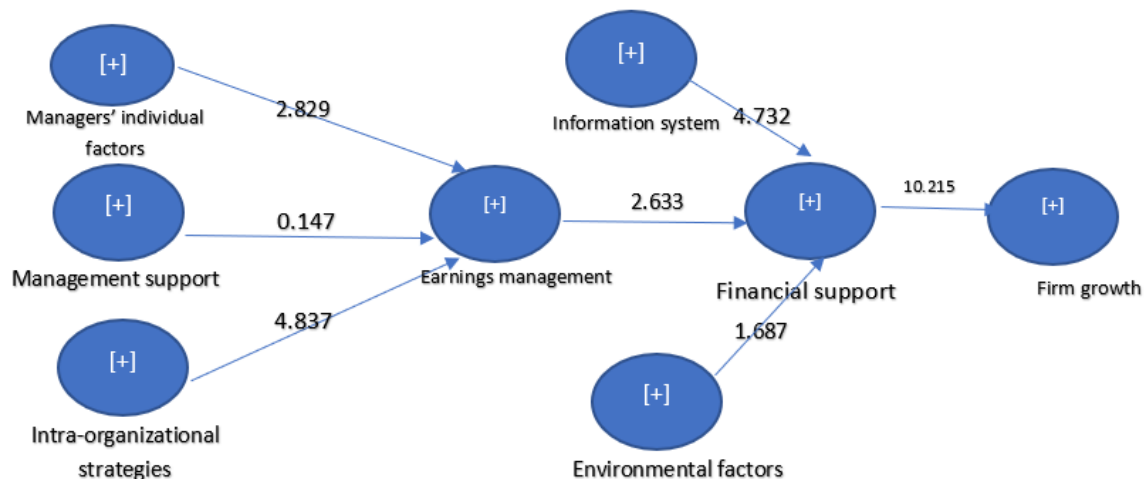 [+]
Managers' individual
factors
2.829
[+]
Management support
0.147
[+]
Intra-organizational
strategies
4.837
[+]
Earnings management
2.633
[+]
Information system
4.732
[+]
Financial support
1.687
[+]
Environmental factors
10.215
[+]
Firm growth